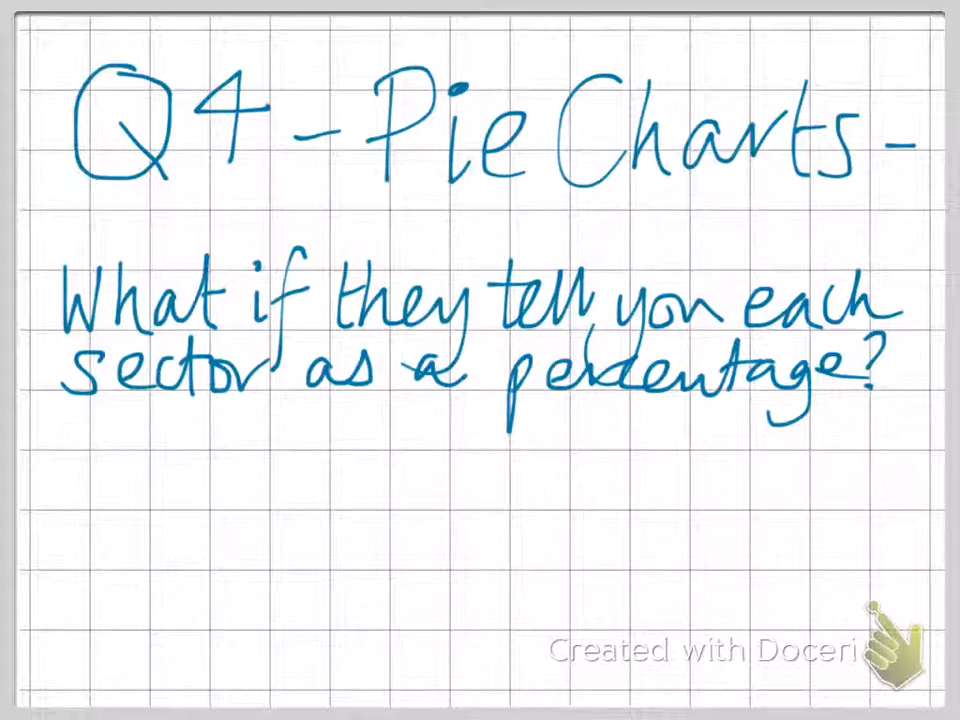 Q4 - Pie Charts -
What if they tell you each
sector as a percentage?
Created with Doceri